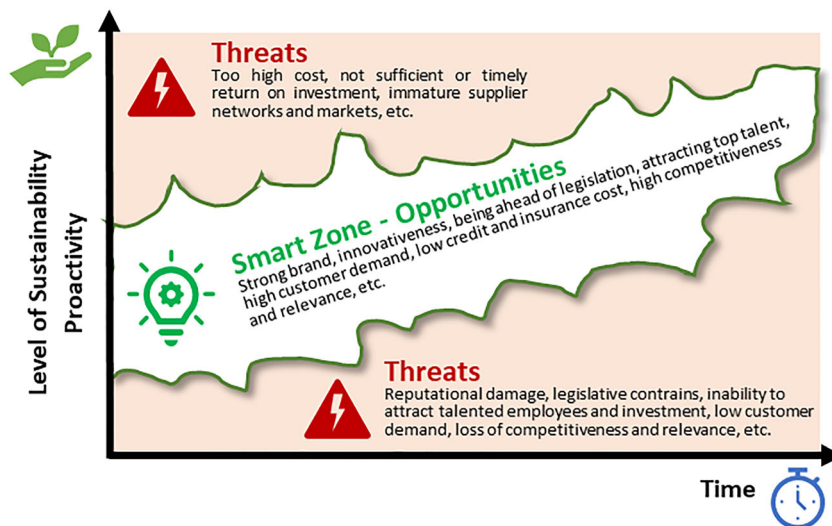 Threats
Too high cost, not sufficient or timely
return on investment, immature supplier
networks and markets, etc.
Level of Sustainability
Proactivity
Smart Zone - Opportunities
Strong brand, innovativeness, being ahead of legislation, attracting top talent,
high customer demand, low credit and insurance cost, high competitiveness
and relevance, etc.
Threats
Reputational damage, legislative contrains, inability to
attract talented employees and investment, low customer
demand, loss of competitiveness and relevance, etc.
Time